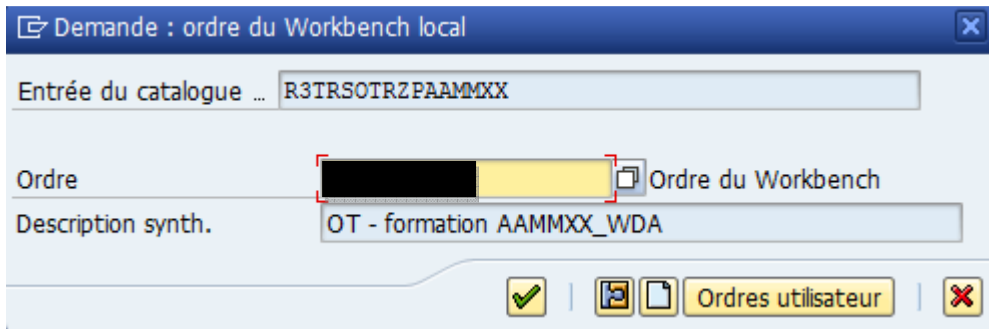 Demande : ordre du Workbench local
Entrée du catalogue ... R3TRSOTRZPAAMMXX
Ordre Ordre du Workbench
Description synth. OT - formation AAMMXX_WDA
Ordres utilisateur